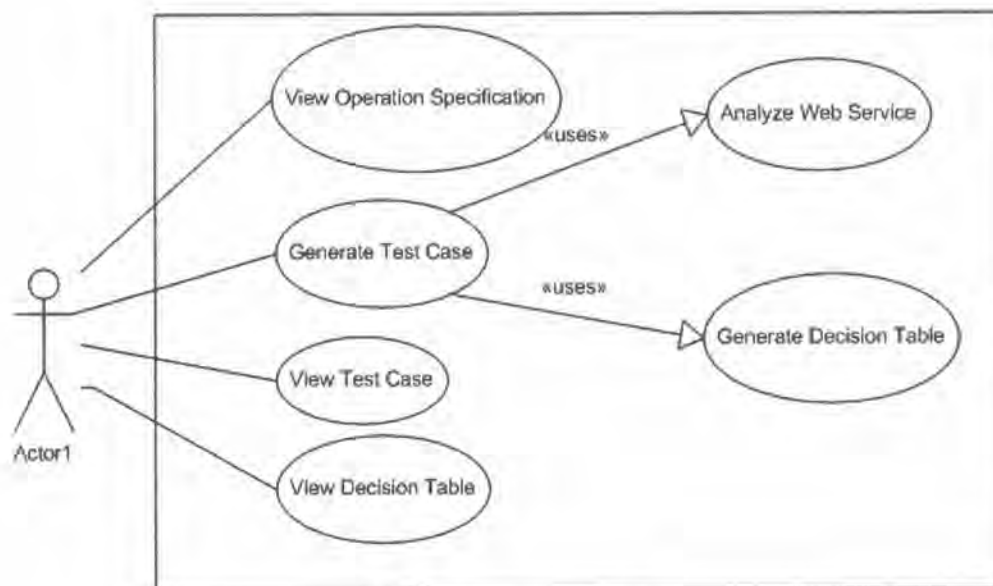 View Operation Specification
Analyze Web Service
«uses»
Generate Test Case
«uses»
Generate Decision Table
View Test Case
Actor1
View Decision Table